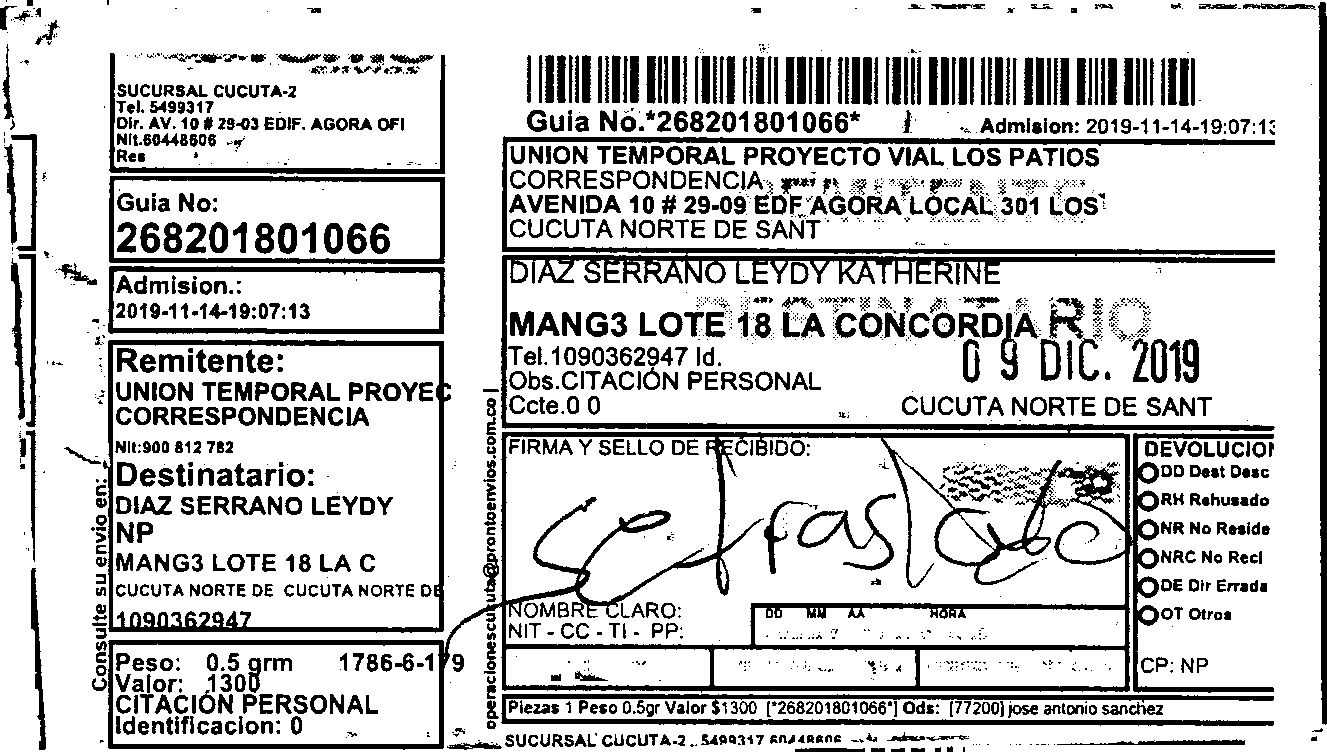 SUCURSAL CUCUTA-2
Tel. 5499317
Dir. AV. 10 # 29-03 EDIF. AGORA OFI
Nit.60448606
Res
Guia No:
268201801066
Admision.:
2019-11-14-19:07:13
Remitente:
UNION TEMPORAL PROYEC
CORRESPONDENCIA
Nit:900 812 782
Destinatario:
DIAZ SERRANO LEYDY
NP
MANG3 LOTE 18 LA C
CUCUTA NORTE DE CUCUTA NORTE DE
1090362947
Peso: 0.5 grm 1786-6-179
Valor: 1300
CITACIÓN PERSONAL
Identificacion: 0
Consulte su envio en:
operacionescucuta@prontoenvios.com.co
Guia No.*268201801066*
Admision: 2019-11-14-19:07:13
UNION TEMPORAL PROYECTO VIAL LOS PATIOS
CORRESPONDENCIA
REMITENTE
AVENIDA 10 # 29-09 EDF AGORA LOCAL 301 LOS
CUCUTA NORTE DE SANT
DIAZ SERRANO LEYDY KATHERINE
DESTINATARIO
MANG3 LOTE 18 LA CONCORDIA
Tel.1090362947 Id.
09 DIC. 2019
Obs.CITACIÓN PERSONAL
Ccte.0 0
CUCUTA NORTE DE SANT
FIRMA Y SELLO DE RECIBIDO:
se traslado
NOMBRE CLARO:
NIT - CC - TI - PP:
DD MM AA HORA
DEVOLUCION
DD Dest Desc
RH Rehusado
NR No Reside
NRC No Recl
DE Dir Errada
OT Otros
CP: NP
Piezas 1 Peso 0.5gr Valor $1300 [*268201801066*] Ods: [77200] jose antonio sanchez
SUCURSAL CUCUTA-2 . 5499317 60448606